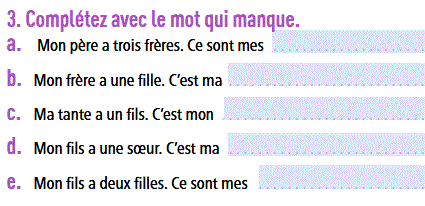 3. Complétez avec le mot qui manque.
a. Mon père a trois frères. Ce sont mes
b. Mon frère a une fille. C'est ma
c. Ma tante a un fils. C'est mon
d. Mon fils a une sœur. C'est ma
e. Mon fils a deux filles. Ce sont mes